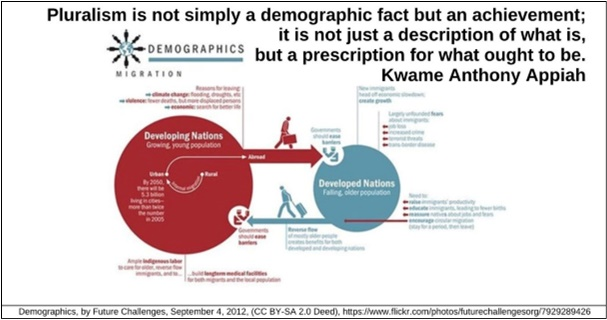 Pluralism is not simply a demographic fact but an achievement;
it is not just a description of what is,
but a prescription for what ought to be.
Kwame Anthony Appiah
DEMOGRAPHICS
MIGRATION
Reasons for leaving:
climate change: flooding, droughts, etc
violence: fewer deaths, but more displaced persons
economic: search for better life
New immigrants
head off economic slowdown;
create growth
Largely unfounded fears
about immigrants:
job loss
increased crime
terrorist threats
trans-border disease
Governments
should ease
barriers
Developing Nations
Growing, young population
Abroad
Urban
Rural
internal migration
By 2050,
there will be
5.3 billion
living in cities—
more than twice
the number
in 2005
Developed Nations
Falling, older population
Need to:
value immigrants' productivity
educate immigrants, leading to fewer births
reassure natives about jobs and fears
encourage circular migration
(stay for a period, then leave)
Governments
should ease
barriers
Reverse flow
of mostly older people
creates benefits for both
developed and developing nations
Ample indigenous labor
to care for older, reverse flow
immigrants, and to...
...build longterm medical facilities
for both migrants and the local population
Demographics, by Future Challenges, September 4, 2012, (CC BY-SA 2.0 Deed), https://www.flickr.com/photos/futurechallengesorg/7929289426